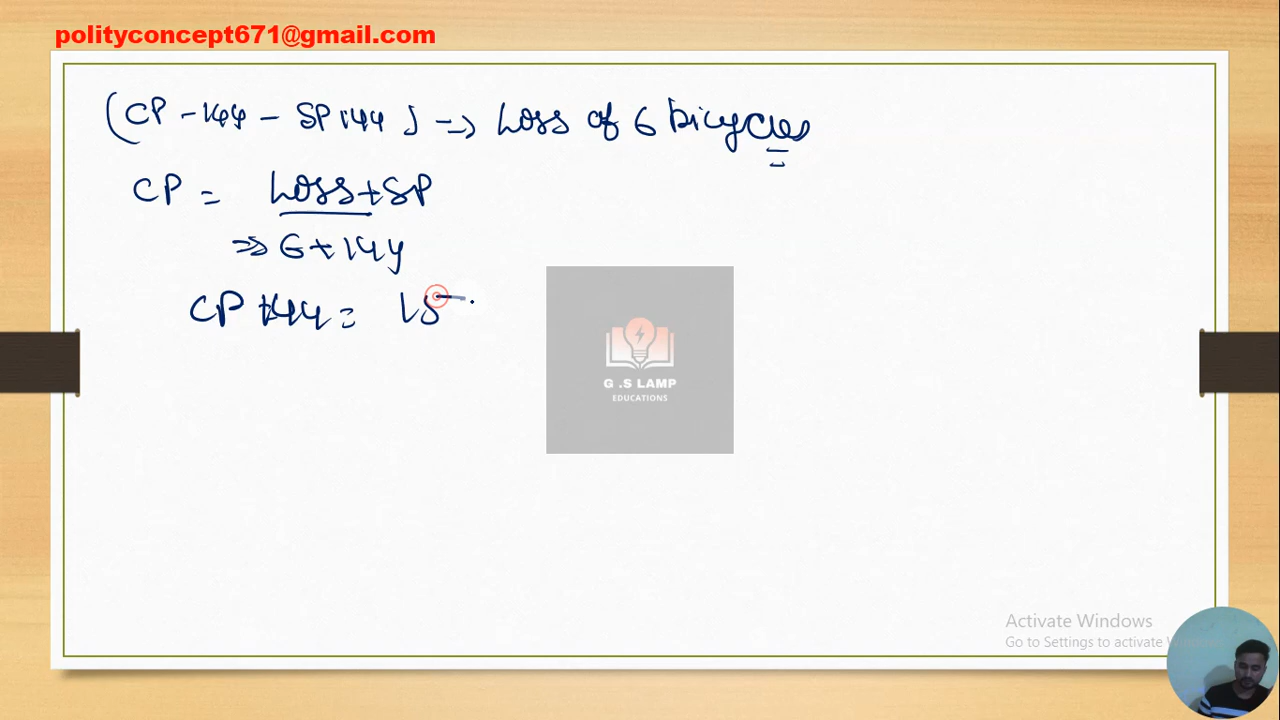 polityconcept671@gmail.com
(CP - 144 - SP 144) => Loss of 6 bicycles
CP = Loss + SP
=> 6 + 144
CP 144 = 15
G .S LAMP
EDUCATIONS
Activate Windows
Go to Settings to activate Windows